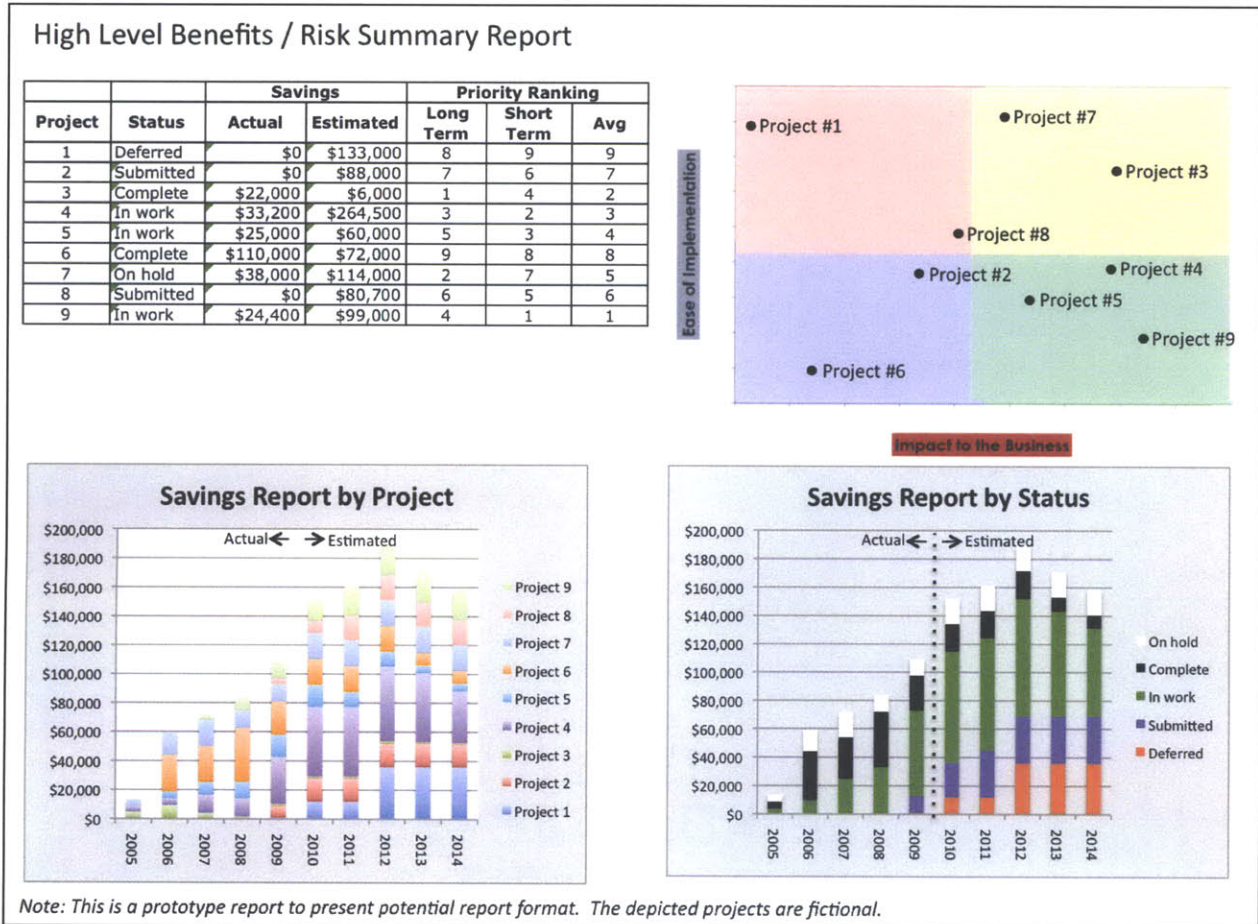 High Level Benefits / Risk Summary Report
Savings Priority Ranking
Project Status Actual Estimated Long Term Short Term Avg
1 Deferred $0 $133,000 8 9 9
2 Submitted $0 $88,000 7 6 7
3 Complete $22,000 $6,000 1 4 2
4 In work $33,200 $264,500 3 2 3
5 In work $25,000 $60,000 5 3 4
6 Complete $110,000 $72,000 9 8 8
7 On hold $38,000 $114,000 2 7 5
8 Submitted $0 $80,700 6 5 6
9 In work $24,400 $99,000 4 1 1
Ease of Implementation
Project #1
Project #7
Project #3
Project #8
Project #2
Project #4
Project #5
Project #9
Project #6
Impact to the Business
Savings Report by Project
Actual Estimated
$200,000
$180,000
$160,000
$140,000
$120,000
$100,000
$80,000
$60,000
$40,000
$20,000
$0
2005 2006 2007 2008 2009 2010 2011 2012 2013 2014
Project 9
Project 8
Project 7
Project 6
Project 5
Project 4
Project 3
Project 2
Project 1
Savings Report by Status
Actual Estimated
$200,000
$180,000
$160,000
$140,000
$120,000
$100,000
$80,000
$60,000
$40,000
$20,000
$0
2005 2006 2007 2008 2009 2010 2011 2012 2013 2014
On hold
Complete
In work
Submitted
Deferred
Note: This is a prototype report to present potential report format. The depicted projects are fictional.